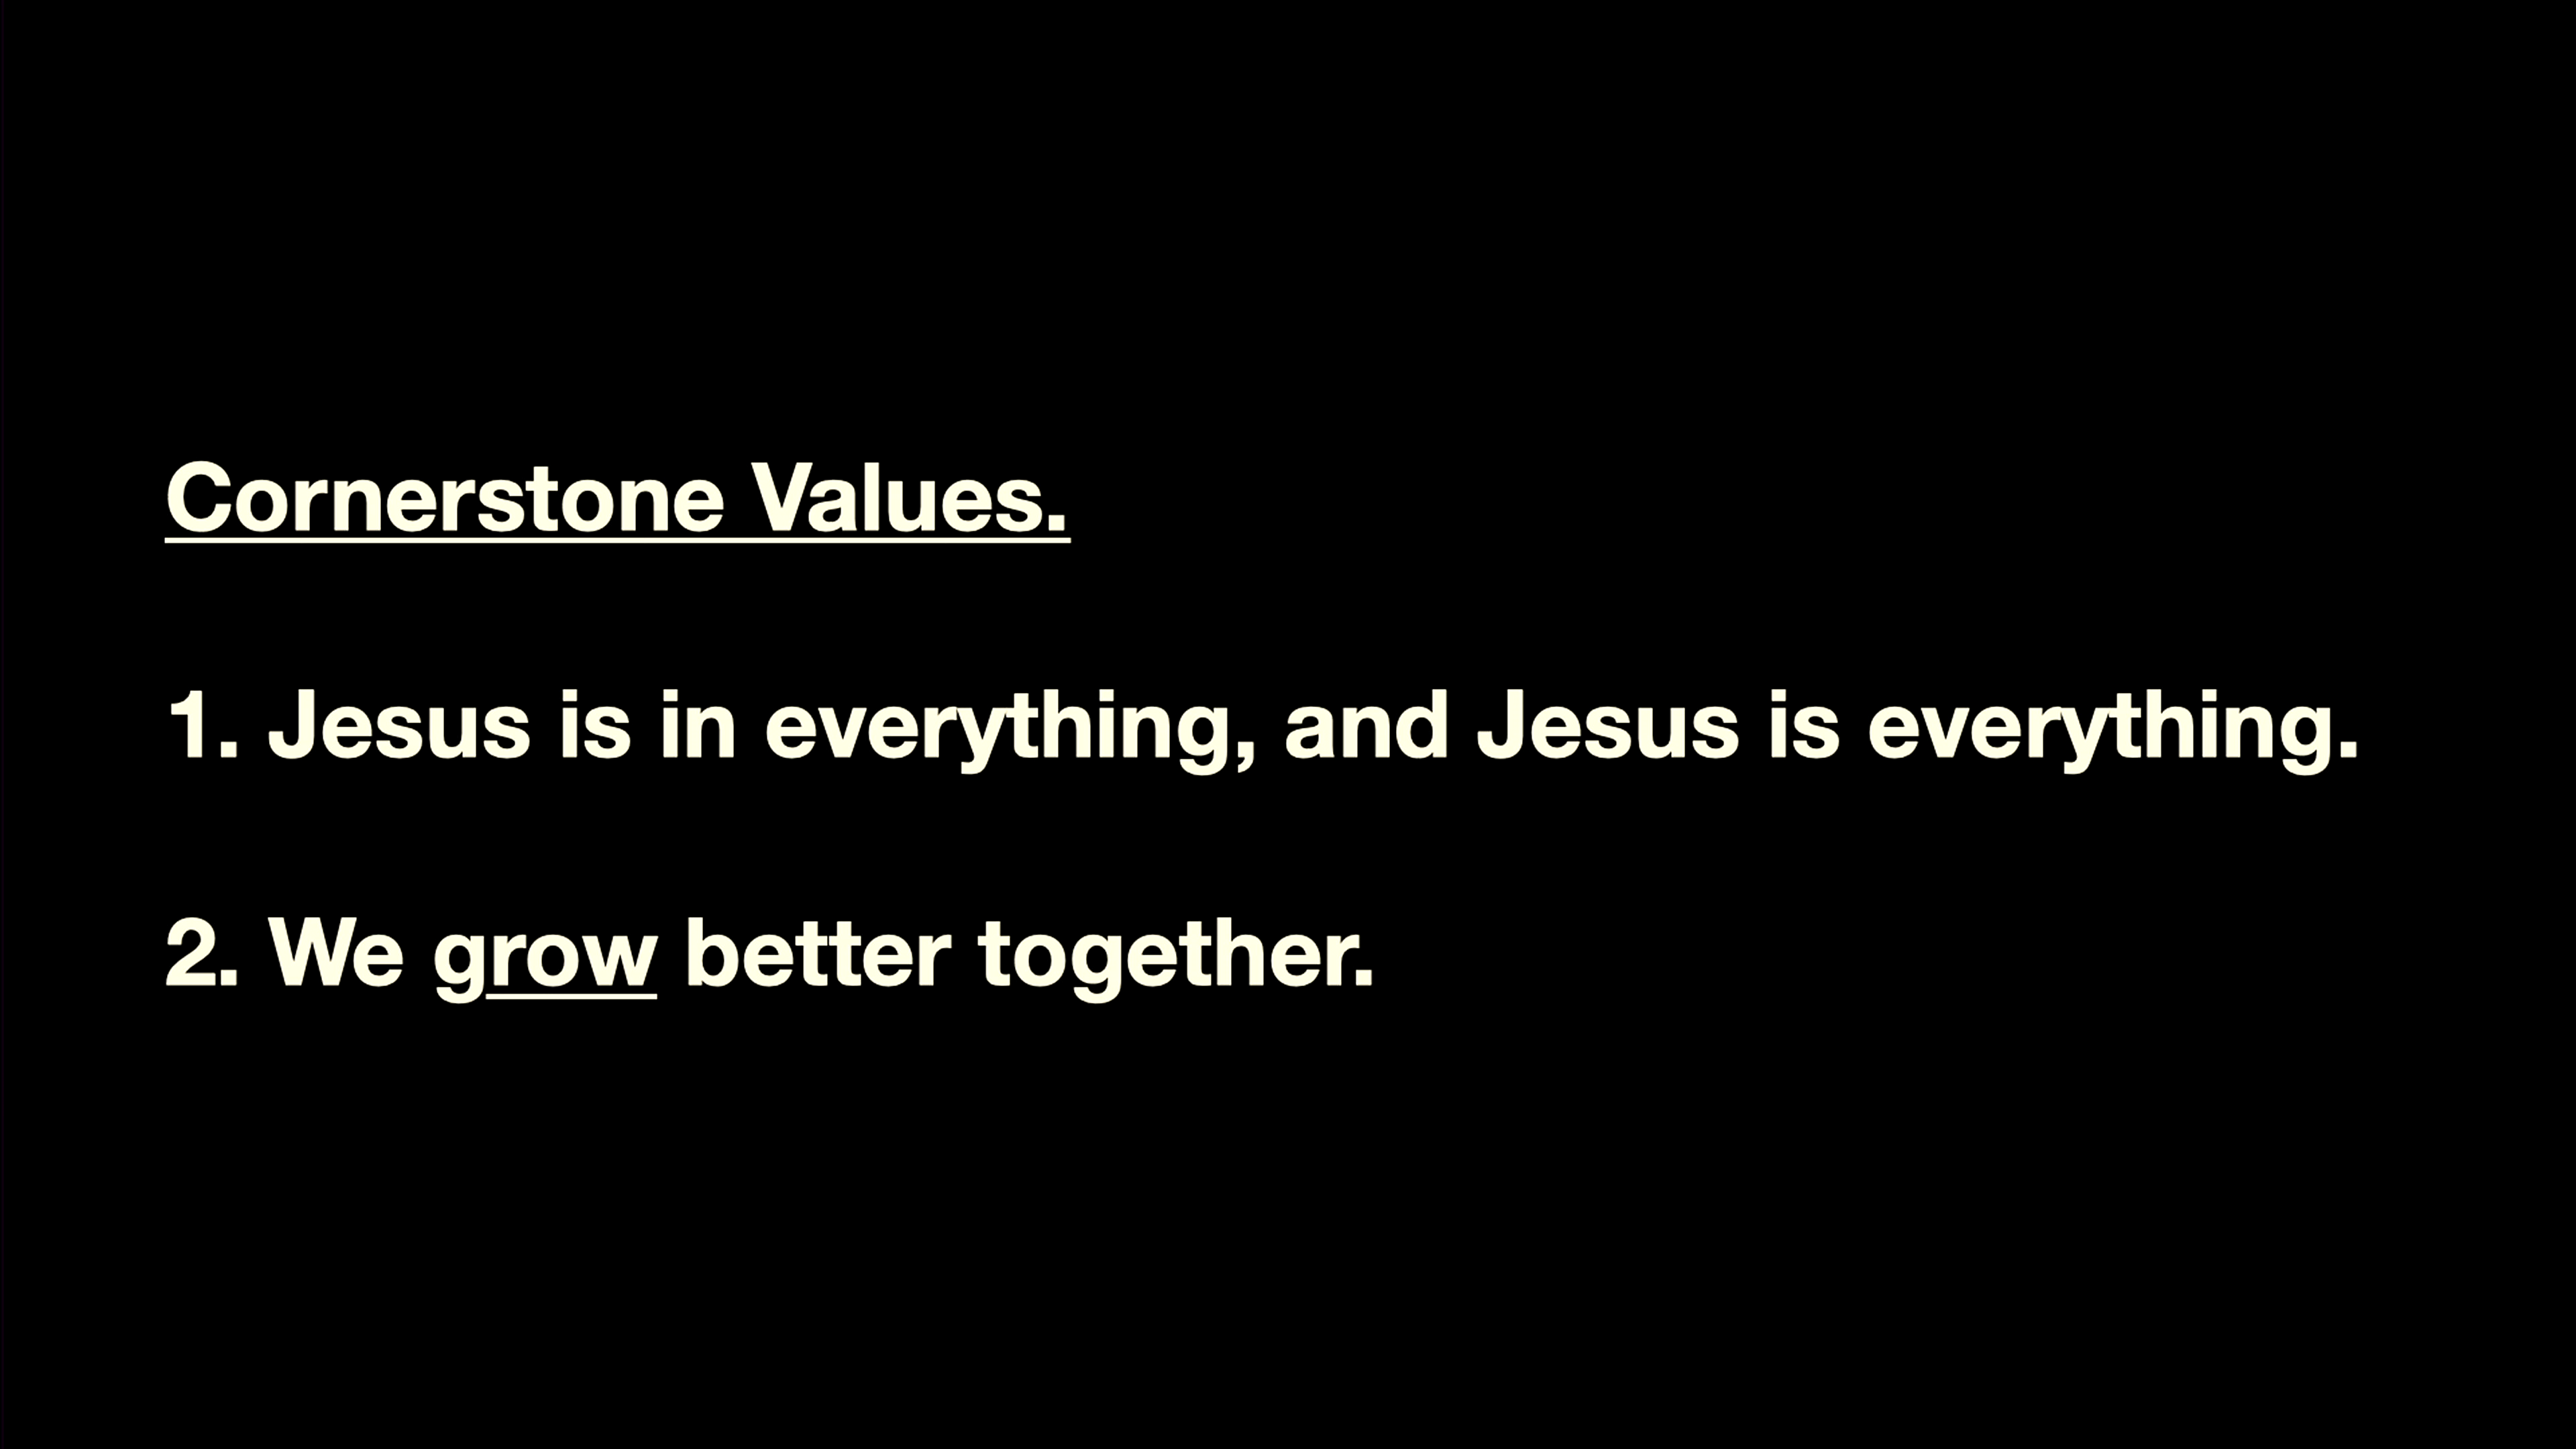 Cornerstone Values.
1. Jesus is in everything, and Jesus is everything.
2. We grow better together.